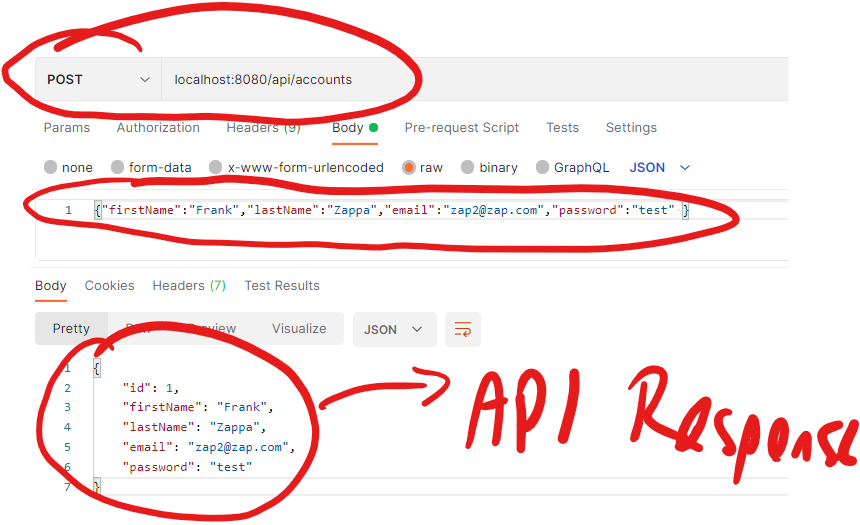 POST localhost:8080/api/accounts
Params Authorization Headers (9) Body Pre-request Script Tests Settings
none form-data x-www-form-urlencoded raw binary GraphQL JSON
1 {"firstName":"Frank","lastName":"Zappa","email":"zap2@zap.com","password":"test" }
Body Cookies Headers (7) Test Results
Pretty Raw Preview Visualize JSON
1 {
2 "id": 1,
3 "firstName": "Frank",
4 "lastName": "Zappa",
5 "email": "zap2@zap.com",
6 "password": "test"
7 }
API Response